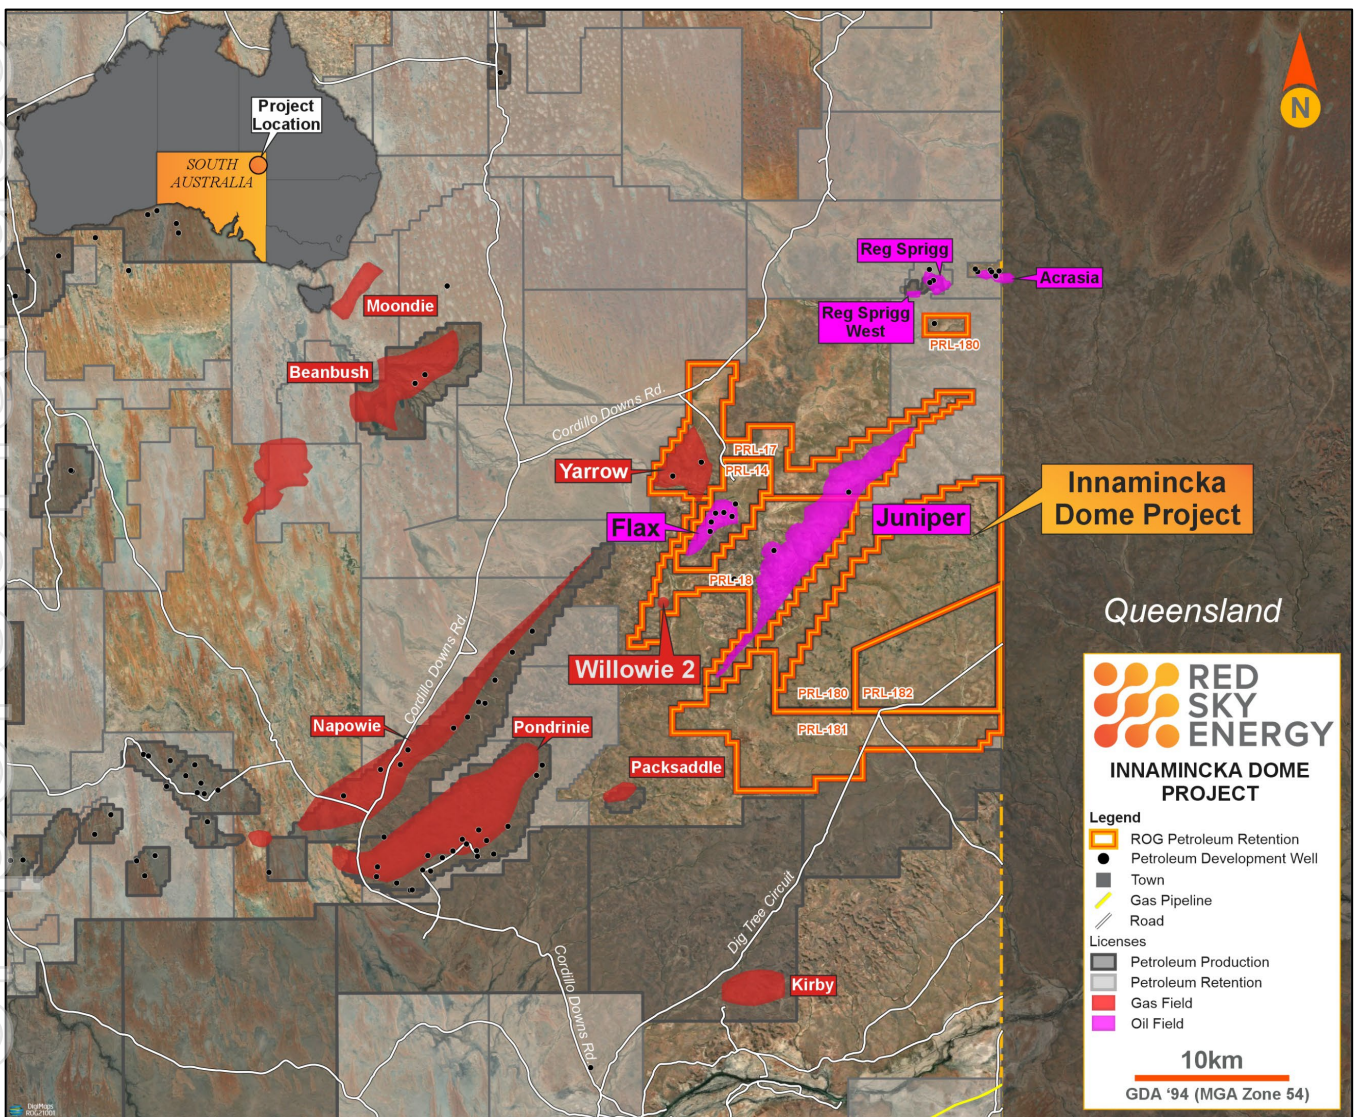 Project
Location
SOUTH
AUSTRALIA
N
Moondie
Beanbush
Reg Sprigg
Acrasia
Reg Sprigg
West
PRL-180
Cordillo Downs Rd.
Yarrow
PRL-17
PRL-14
Flax
Juniper
Innamincka
Dome Project
PRL-18
Queensland
Willowie 2
Cordillo Downs Rd.
PRL-180
PRL-182
PRL-181
Napowie
Pondrinie
Packsaddle
Dig Tree Circuit
Cordillo Downs Rd.
Kirby
RED
SKY
ENERGY
INNAMINCKA DOME
PROJECT
Legend
ROG Petroleum Retention
Petroleum Development Well
Town
Gas Pipeline
Road
Licenses
Petroleum Production
Petroleum Retention
Gas Field
Oil Field
10km
GDA '94 (MGA Zone 54)
DigiMaps